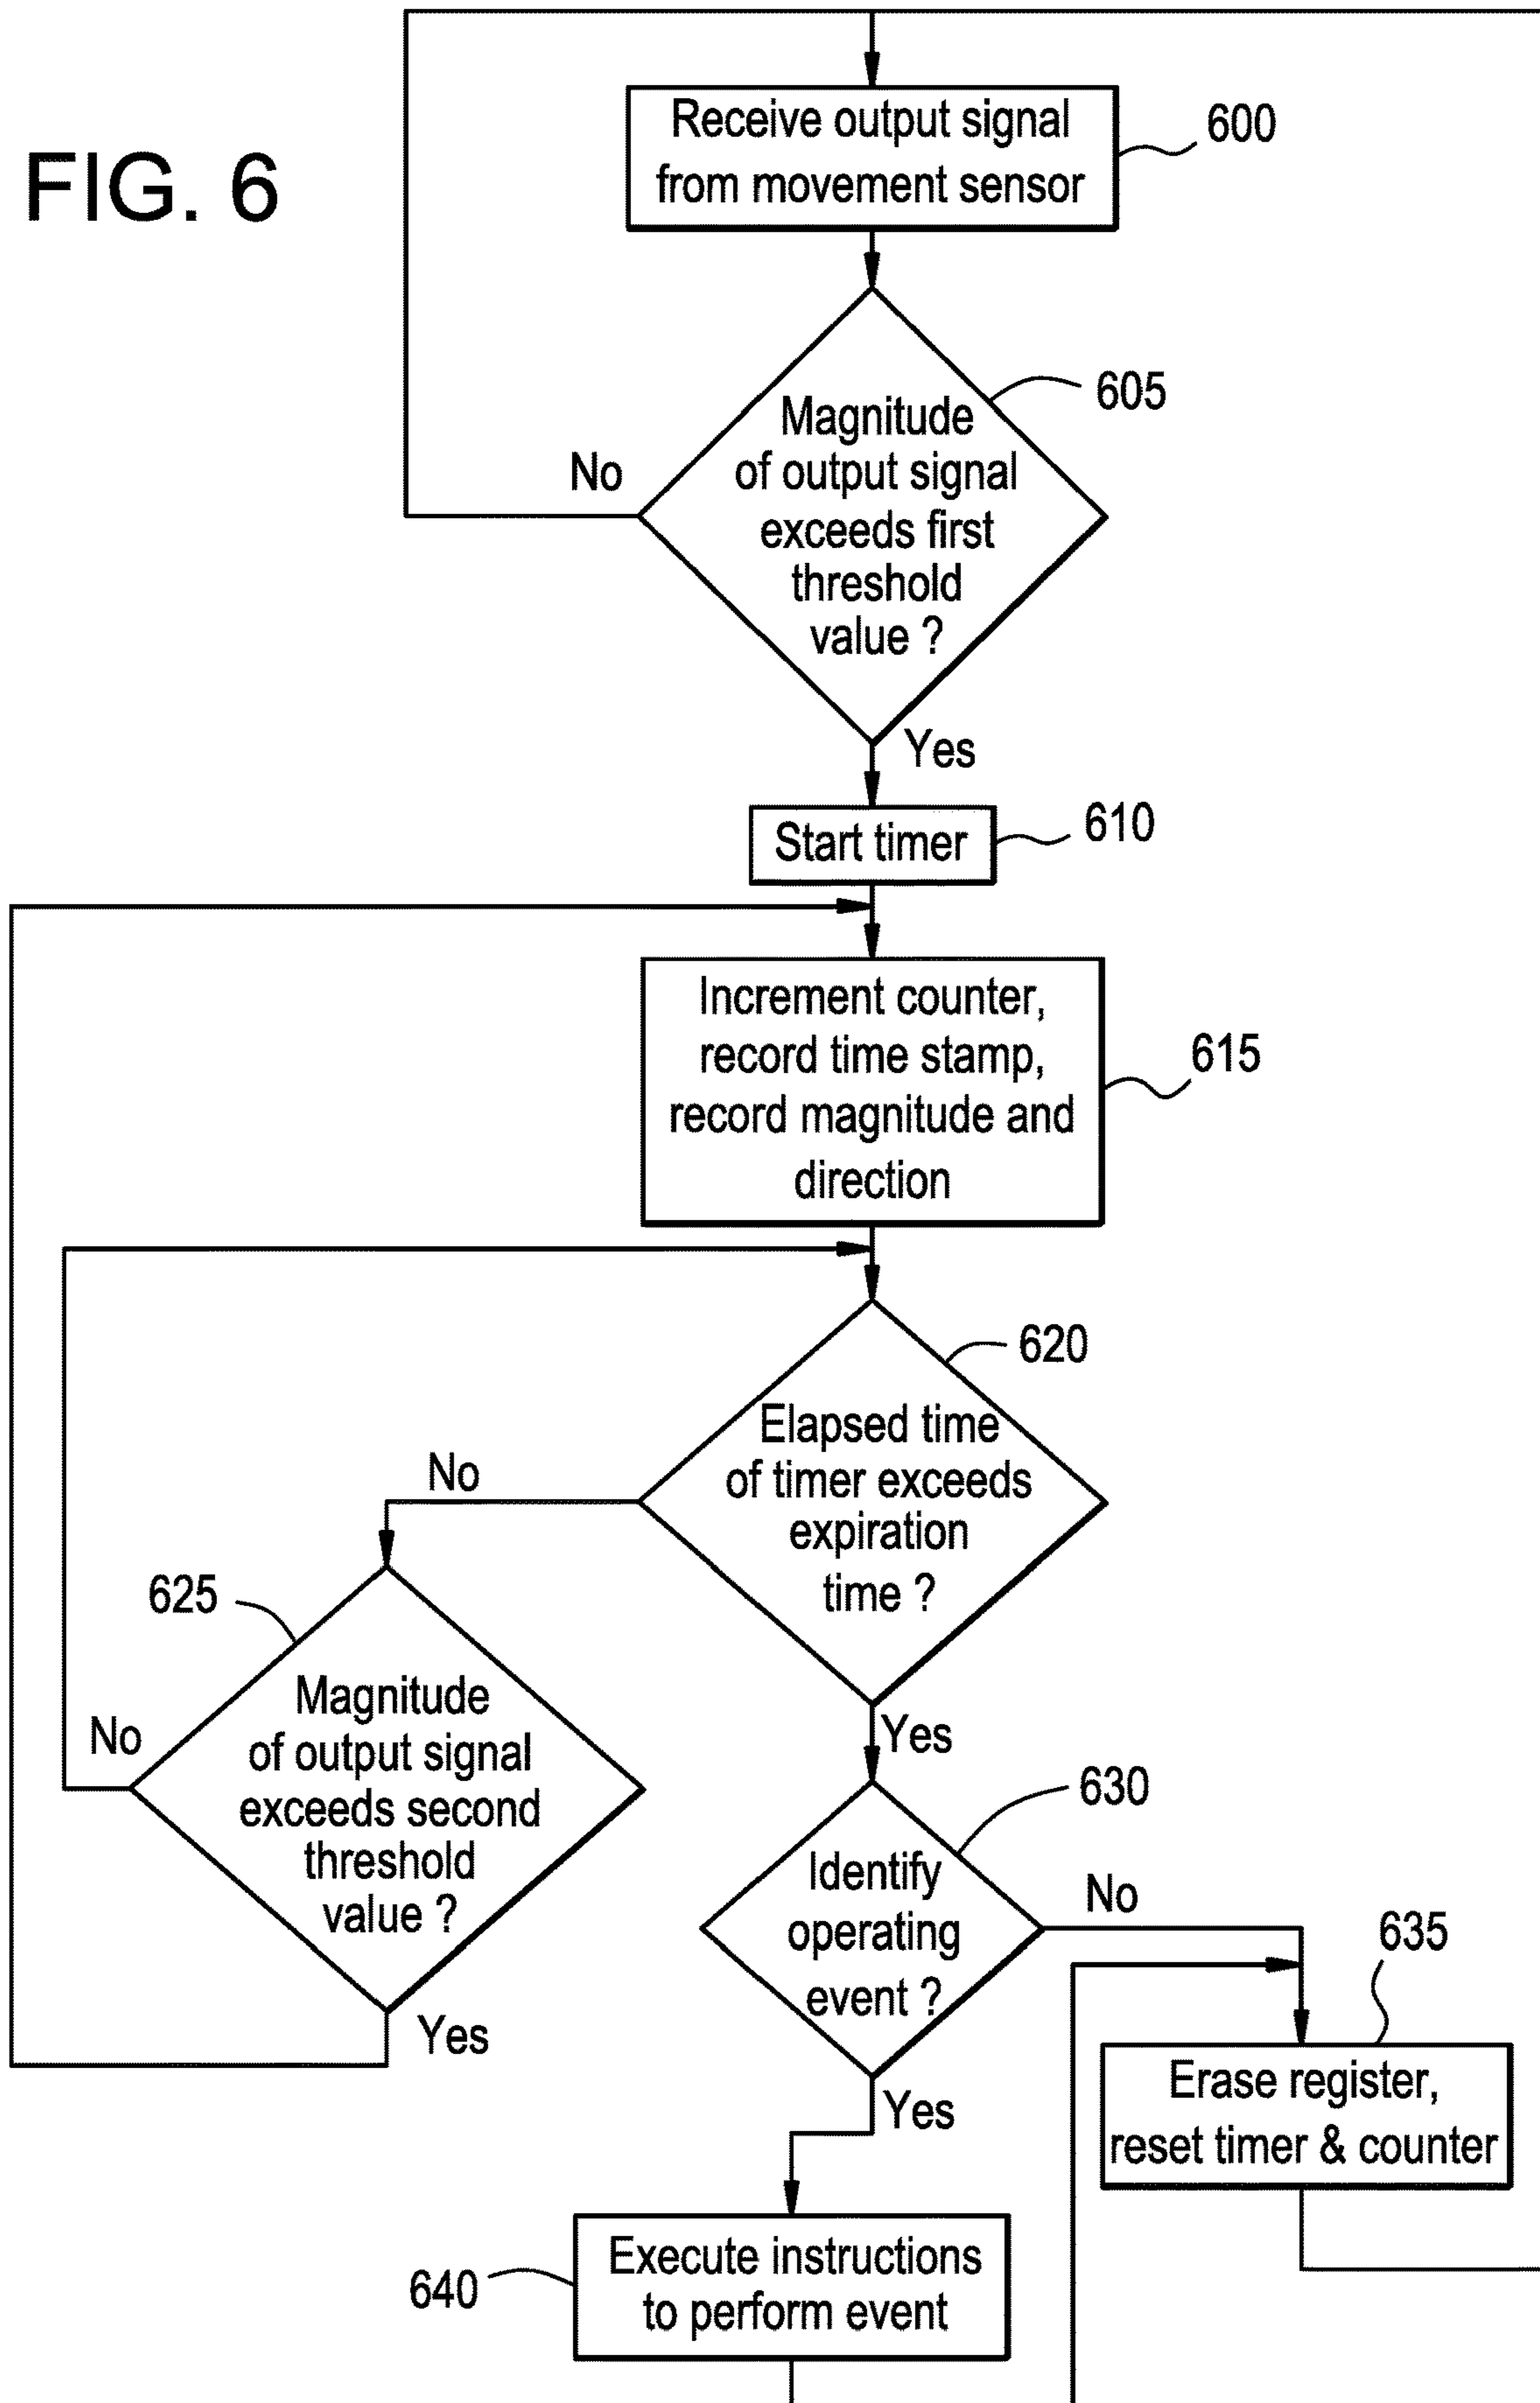 FIG. 6
Receive output signal
from movement sensor
600
Magnitude
of output signal
exceeds first
threshold
value ?
605
No
Yes
Start timer
610
Increment counter,
record time stamp,
record magnitude and
direction
615
Elapsed time
of timer exceeds
expiration
time ?
620
No
Yes
625
Magnitude
of output signal
exceeds second
threshold
value ?
No
Yes
Identify
operating
event ?
630
No
Yes
635
Erase register,
reset timer & counter
Execute instructions
to perform event
640